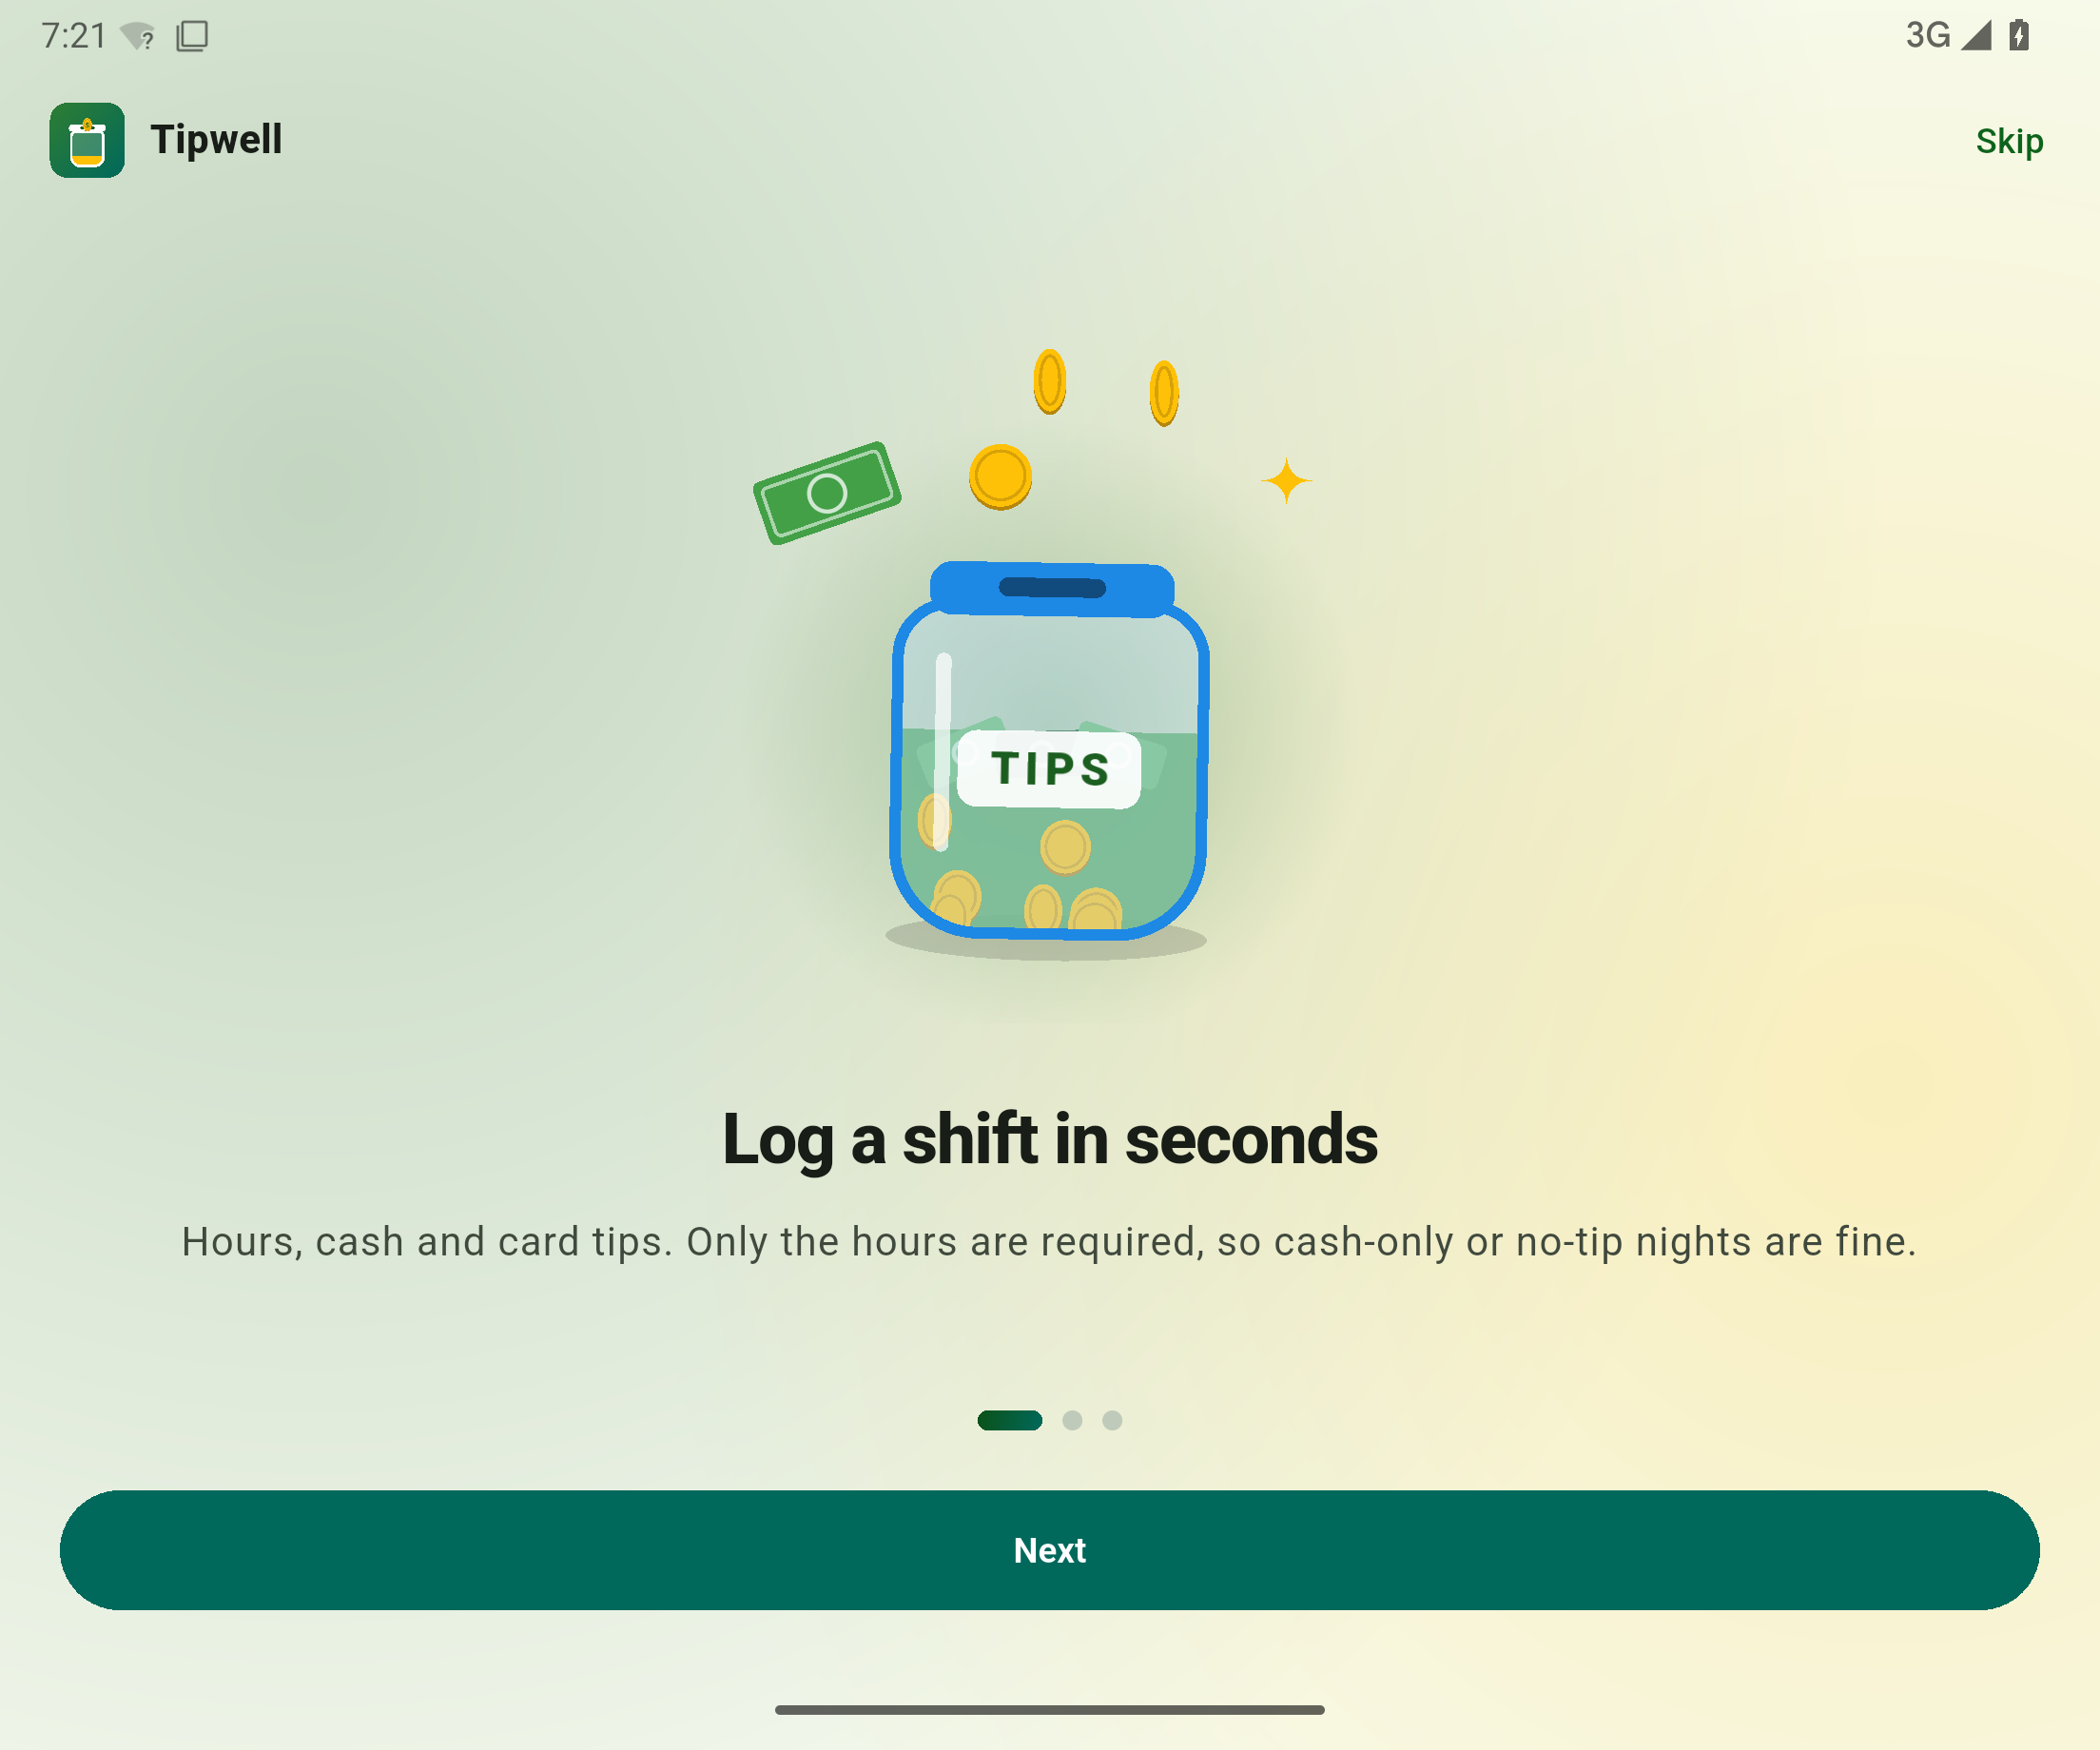 7:21
3G
Tipwell
Skip
TIPS
Log a shift in seconds
Hours, cash and card tips. Only the hours are required, so cash-only or no-tip nights are fine.
Next